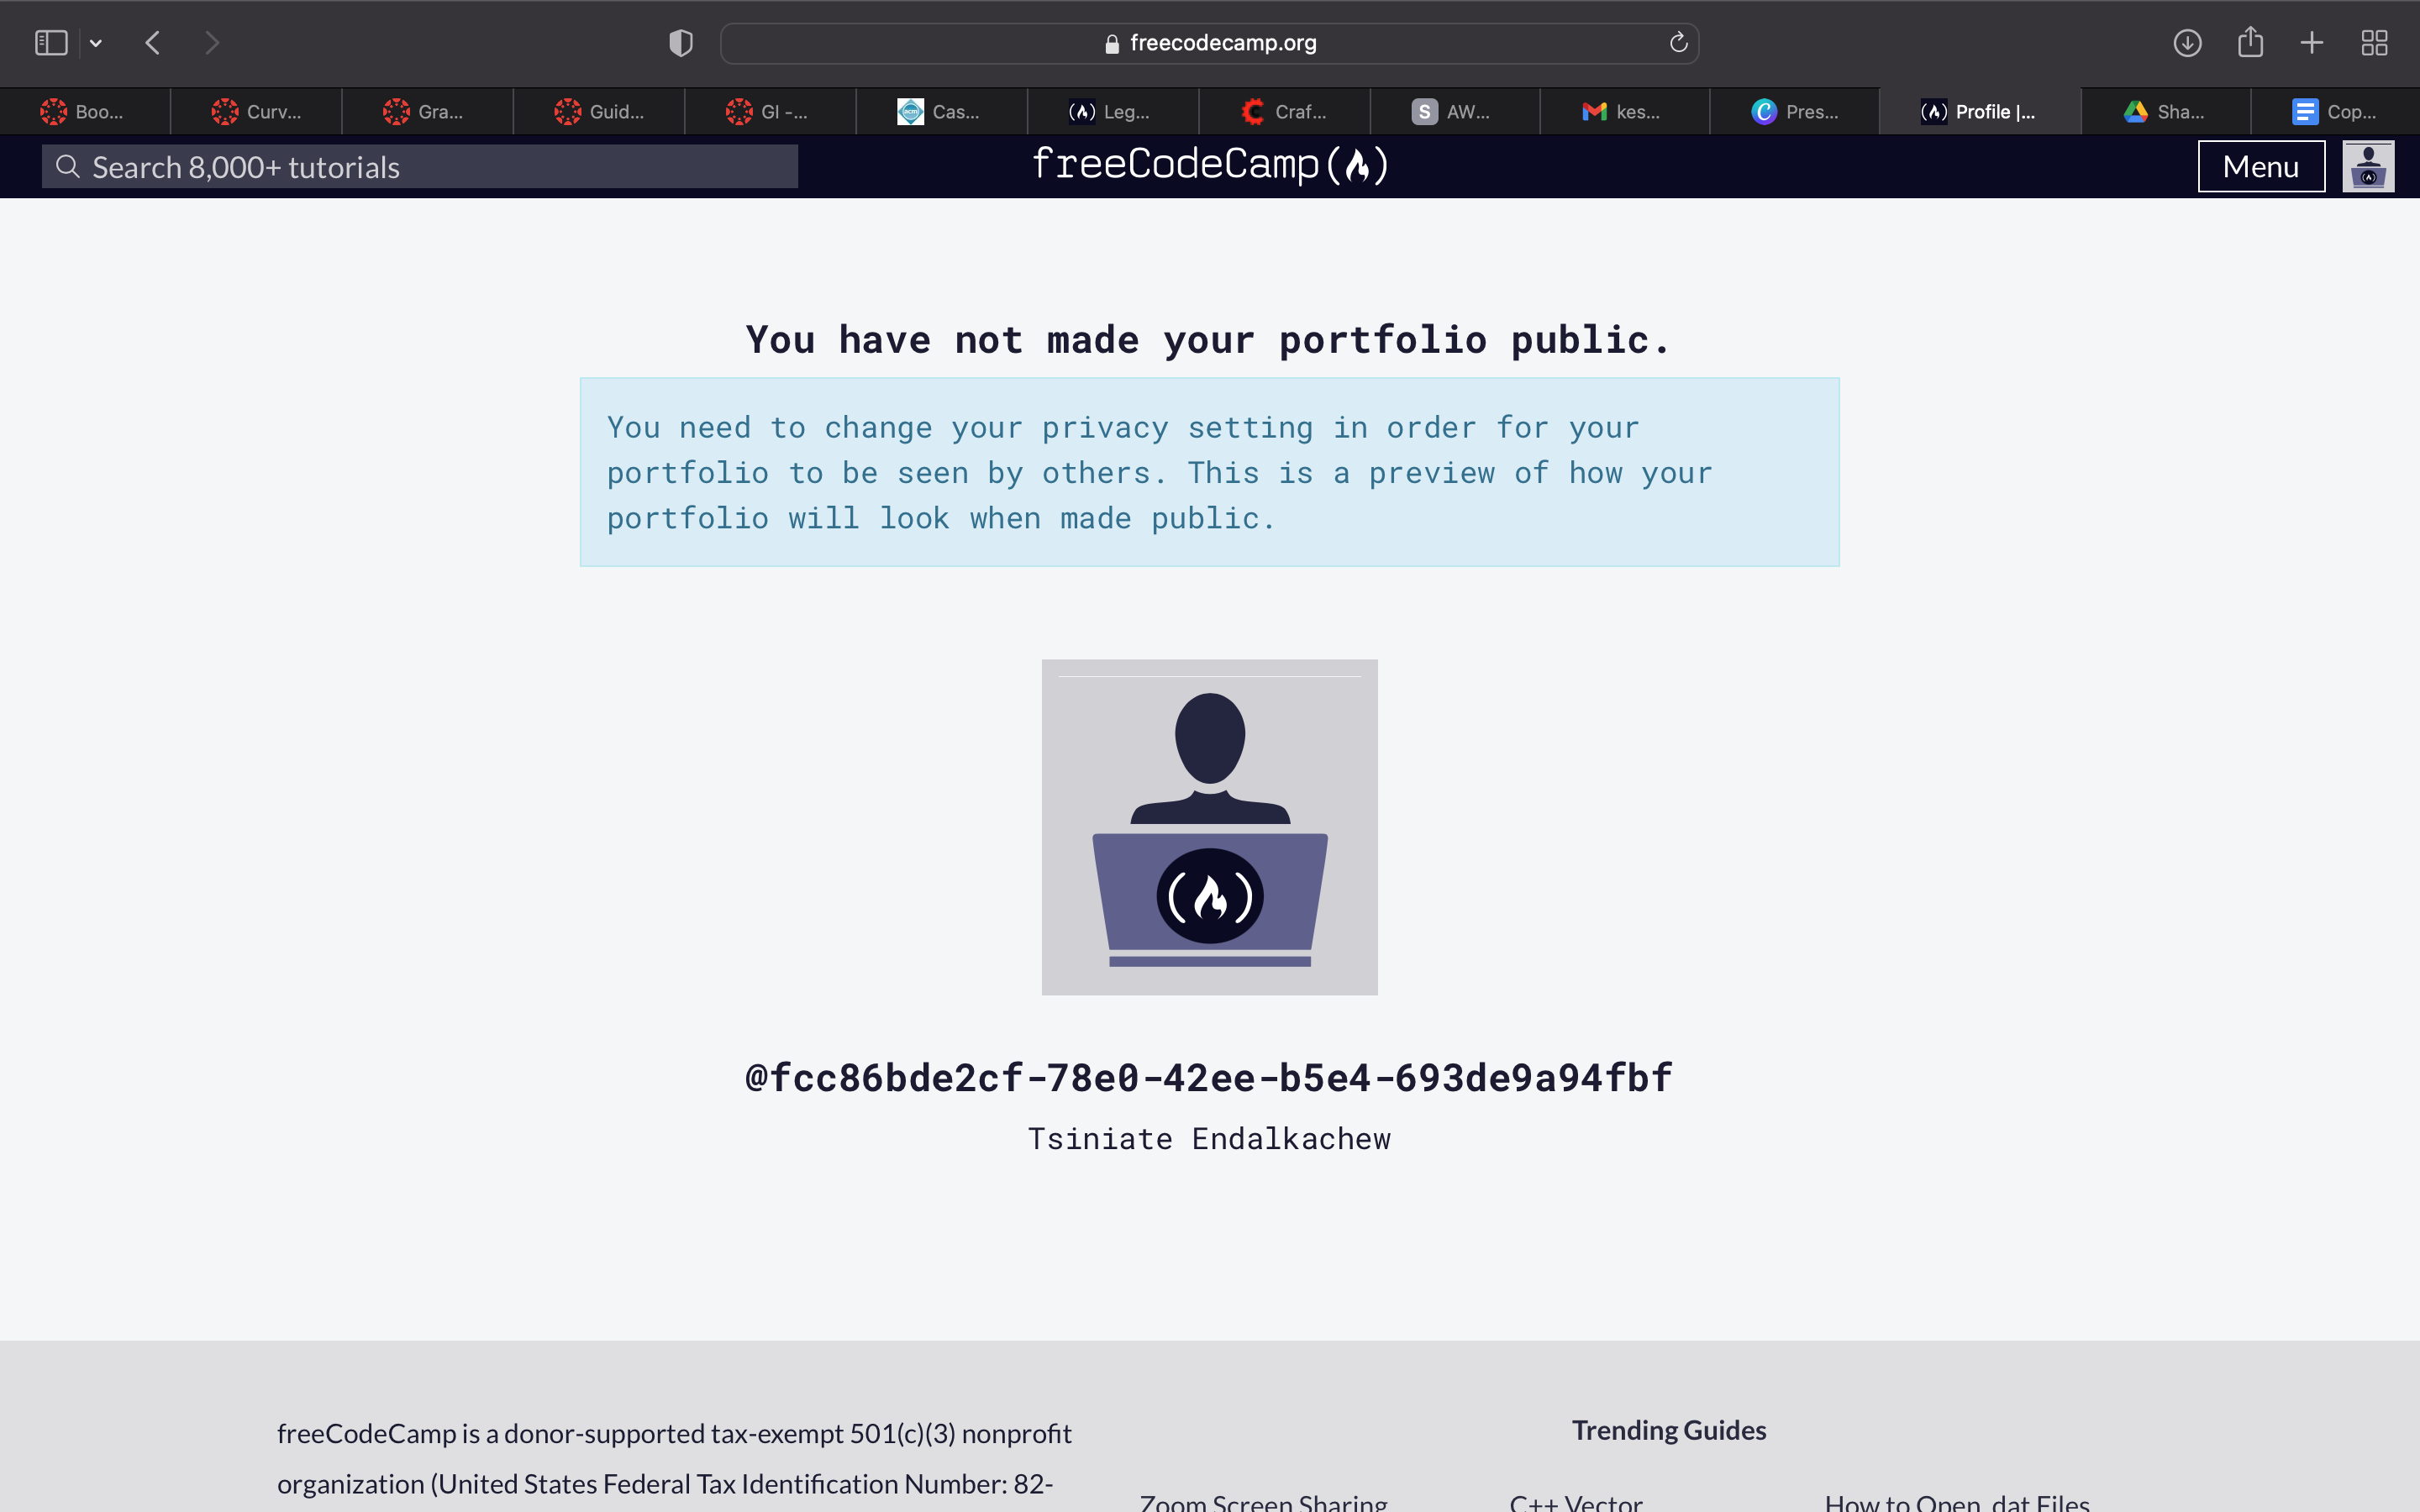 freecodecamp.org
Boo...
Curv...
Gra...
Guid...
GI -...
Cas...
Leg...
Craf...
S AW...
kes...
Pres...
Profile |...
Sha...
Cop...
Search 8,000+ tutorials
freeCodeCamp
Menu
You have not made your portfolio public.
You need to change your privacy setting in order for your
portfolio to be seen by others. This is a preview of how your
portfolio will look when made public.
@fcc86bde2cf-78e0-42ee-b5e4-693de9a94fbf
Tsiniate Endalkachew
freeCodeCamp is a donor-supported tax-exempt 501(c)(3) nonprofit
organization (United States Federal Tax Identification Number: 82-
Trending Guides
Zoom Screen Sharing
C++ Vector
How to Open .dat Files